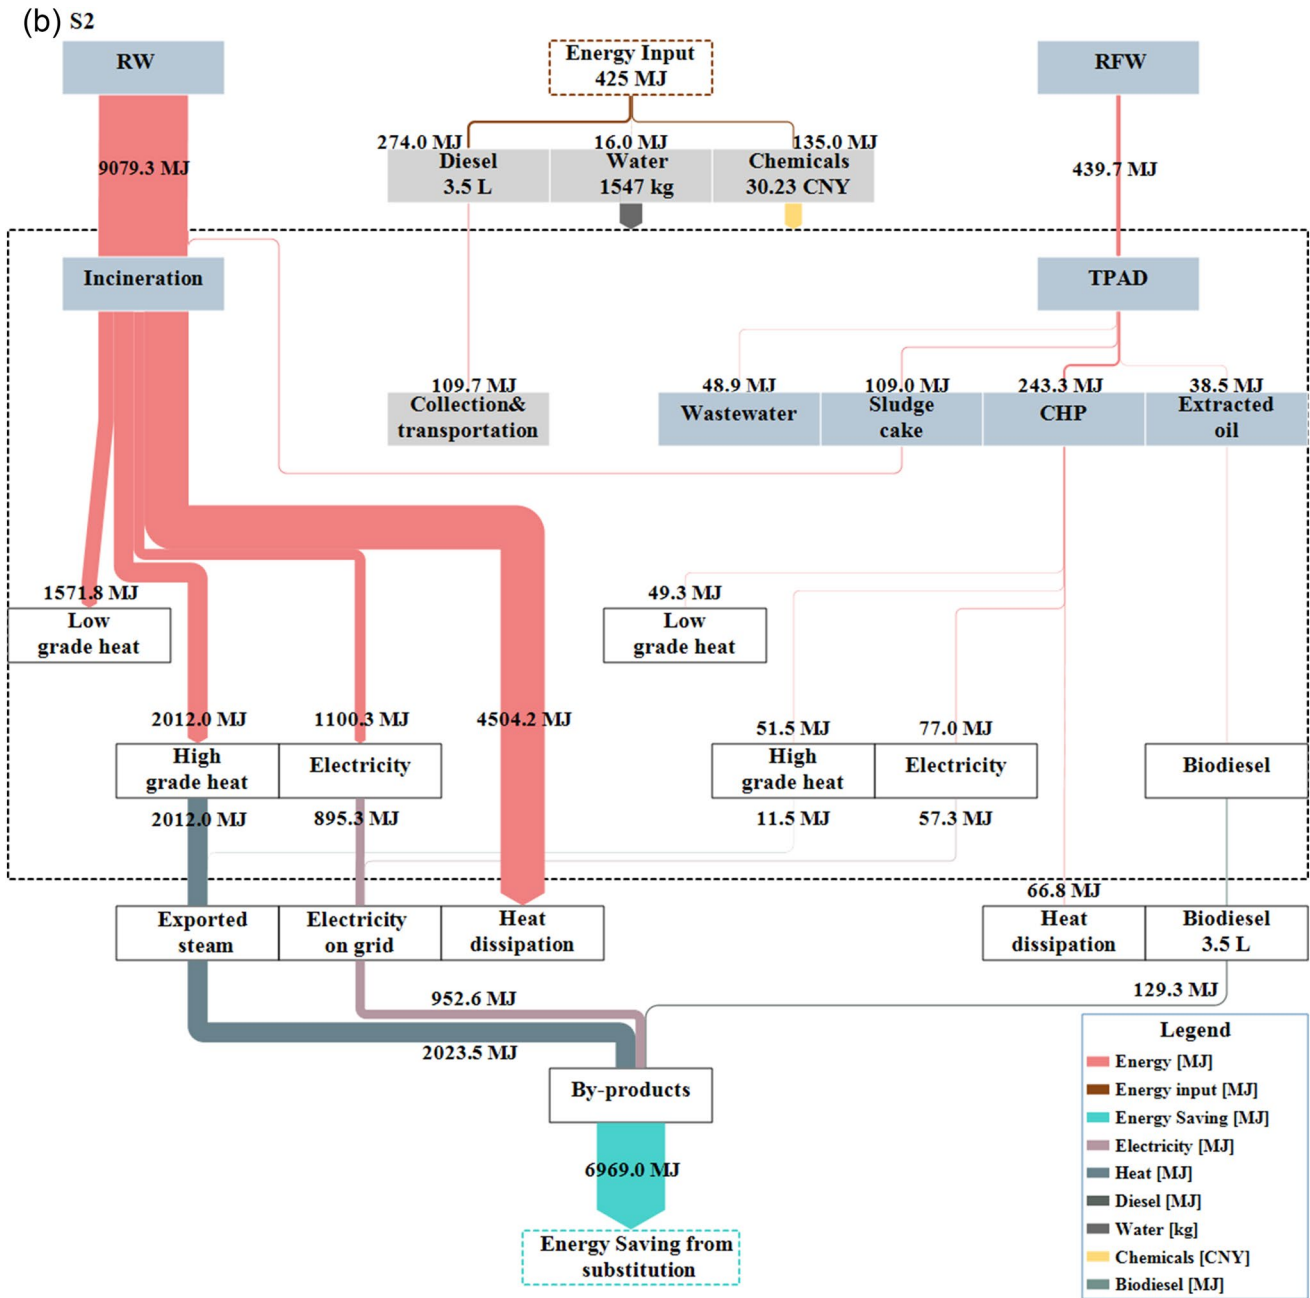 (b) S2
RW
Energy Input
425 MJ
RFW
9079.3 MJ
274.0 MJ
16.0 MJ
135.0 MJ
439.7 MJ
Diesel
3.5 L
Water
1547 kg
Chemicals
30.23 CNY
Incineration
TPAD
109.7 MJ
48.9 MJ
109.0 MJ
243.3 MJ
38.5 MJ
Collection&
transportation
Wastewater
Sludge
cake
CHP
Extracted
oil
1571.8 MJ
Low
grade heat
49.3 MJ
Low
grade heat
2012.0 MJ
1100.3 MJ
4504.2 MJ
51.5 MJ
77.0 MJ
High
grade heat
Electricity
High
grade heat
Electricity
Biodiesel
2012.0 MJ
895.3 MJ
11.5 MJ
57.3 MJ
66.8 MJ
Exported
steam
Electricity
on grid
Heat
dissipation
Heat
dissipation
Biodiesel
3.5 L
952.6 MJ
129.3 MJ
2023.5 MJ
By-products
6969.0 MJ
Energy Saving from
substitution
Legend
Energy [MJ]
Energy input [MJ]
Energy Saving [MJ]
Electricity [MJ]
Heat [MJ]
Diesel [MJ]
Water [kg]
Chemicals [CNY]
Biodiesel [MJ]